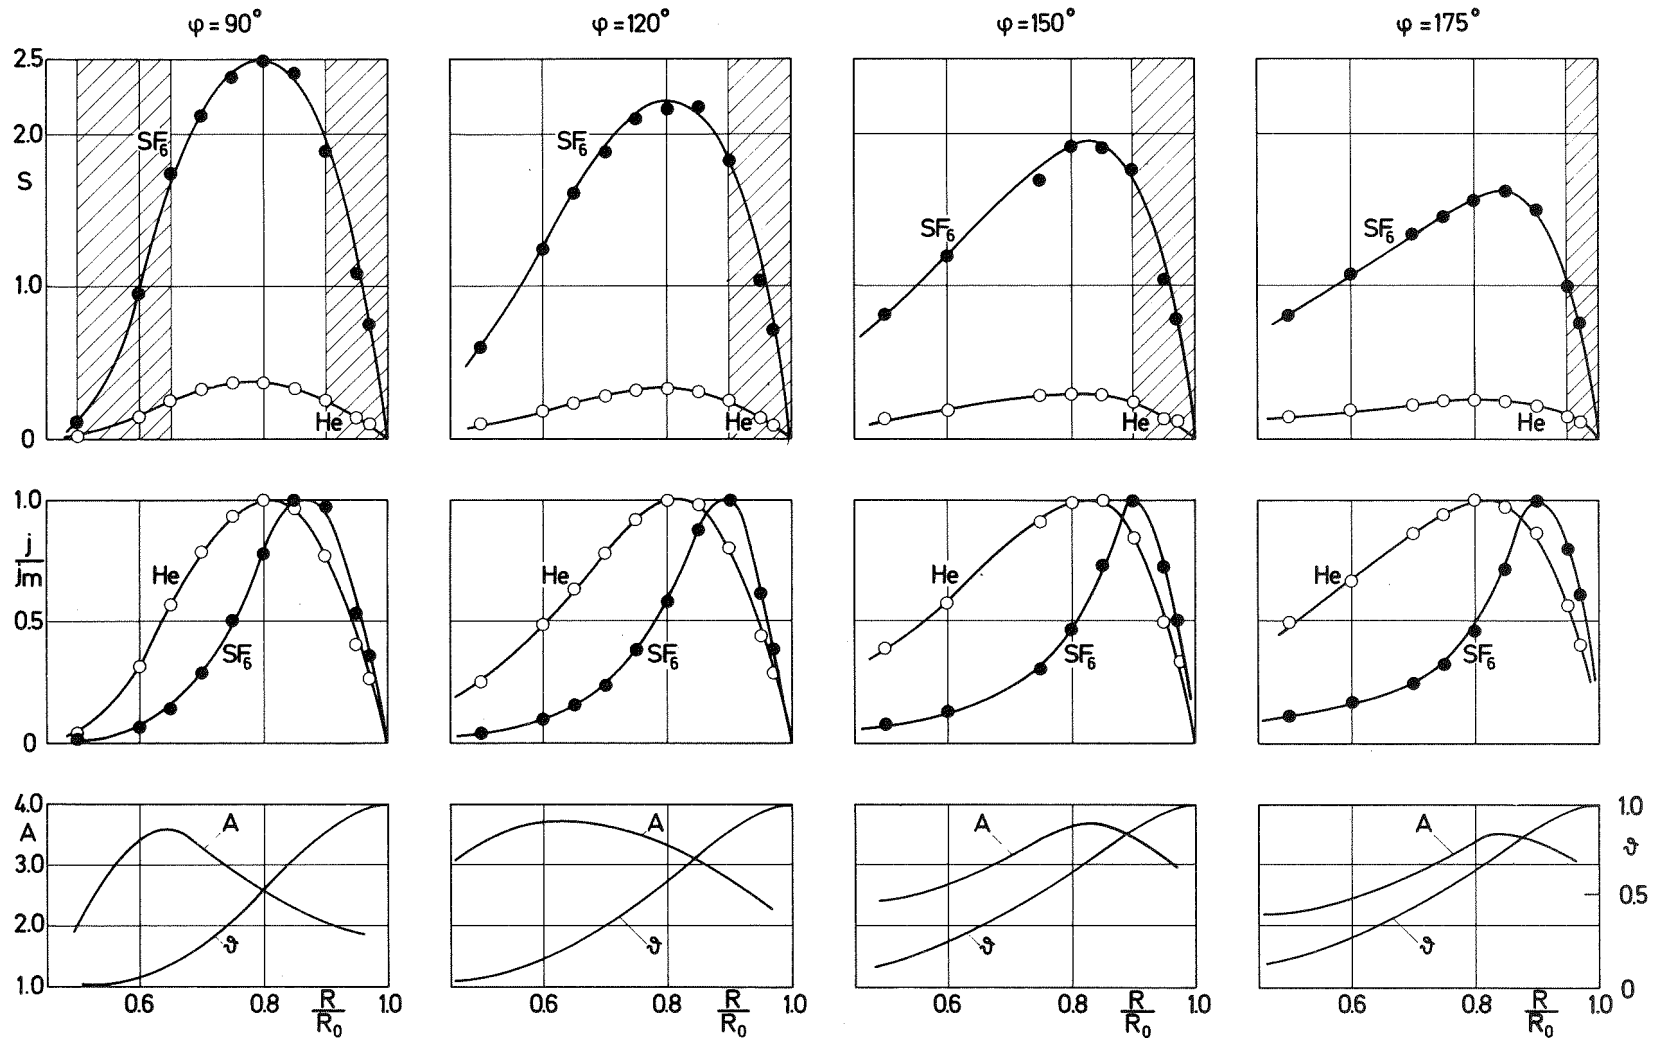 φ = 90° φ = 120° φ = 150° φ = 175°
2.5
2.0
SF₆ SF₆
S
SF₆ SF₆
1.0
He He He He
0
1.0
j/jm
He He He He
0.5
SF₆ SF₆ SF₆ SF₆
0
4.0 1.0
A A A A A
ϑ
3.0
0.5
2.0
ϑ ϑ ϑ ϑ
1.0 0
0.6 0.8 R/R₀ 1.0 0.6 0.8 R/R₀ 1.0 0.6 0.8 R/R₀ 1.0 0.6 0.8 R/R₀ 1.0